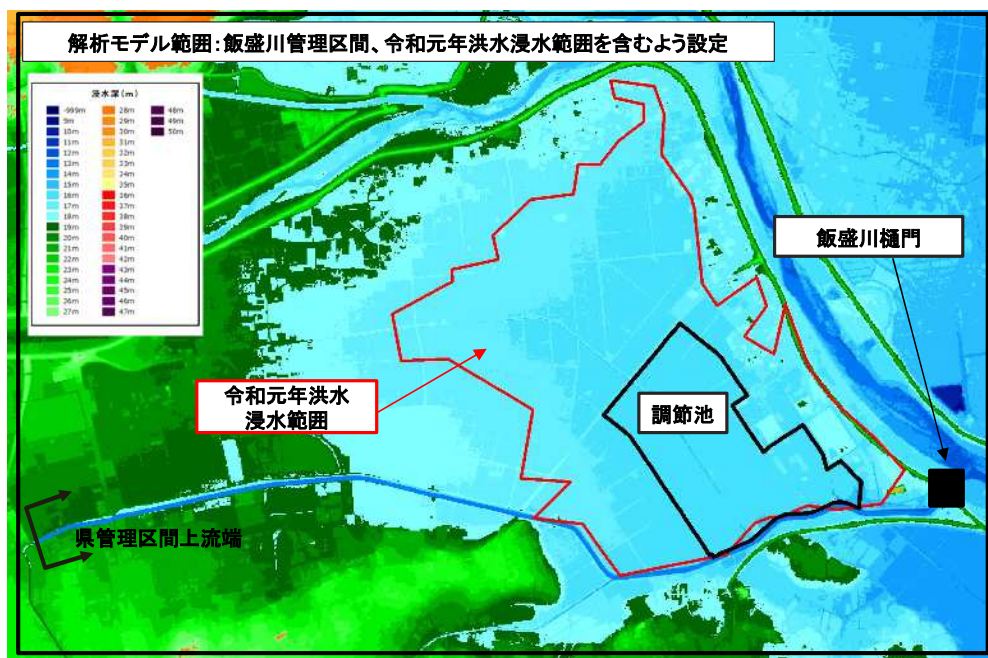 解析モデル範囲：飯盛川管理区間、令和元年洪水浸水範囲を含むよう設定
浸水深(m)
-999m 28m 48m
9m 29m 49m
10m 30m 50m
11m 31m
12m 32m
13m 33m
14m 34m
15m 35m
16m 36m
17m 37m
18m 38m
19m 39m
20m 40m
21m 41m
22m 42m
23m 43m
24m 44m
25m 45m
26m 46m
27m 47m
飯盛川樋門
令和元年洪水
浸水範囲
調節池
県管理区間上流端